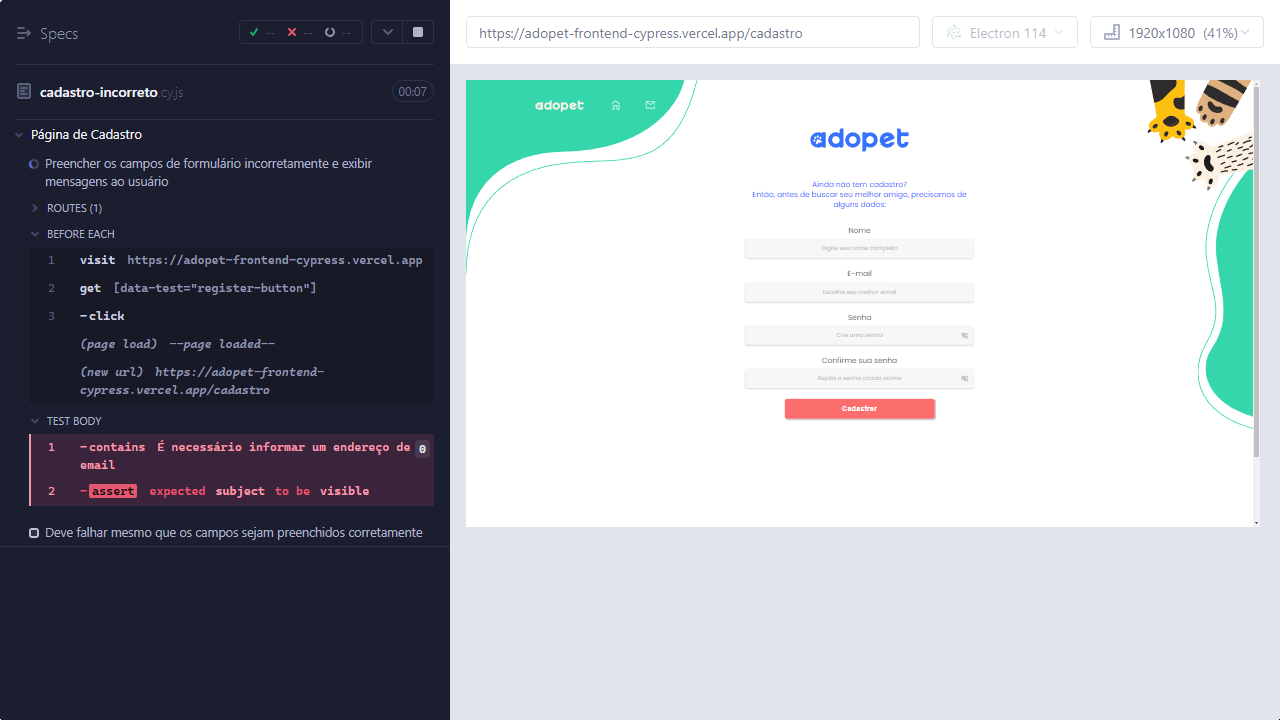 Specs
-- -- --
cadastro-incorreto.cy.js
00:07
Página de Cadastro
Preencher os campos de formulário incorretamente e exibir
mensagens ao usuário
ROUTES (1)
BEFORE EACH
1 visit https://adopet-frontend-cypress.vercel.app
2 get [data-test="register-button"]
3 -click
(page load) --page loaded--
(new url) https://adopet-frontend-
cypress.vercel.app/cadastro
TEST BODY
1 -contains É necessário informar um endereço de 0
email
2 -assert expected subject to be visible
Deve falhar mesmo que os campos sejam preenchidos corretamente
https://adopet-frontend-cypress.vercel.app/cadastro
Electron 114
1920x1080 (41%)
adopet
adopet
Ainda não tem cadastro?
Então, antes de buscar seu melhor amigo, precisamos de
alguns dados:
Nome
Digite seu nome completo
E-mail
Escolha seu melhor email
Senha
Crie uma senha
Confirme sua senha
Repita a senha criada acima
Cadastrar